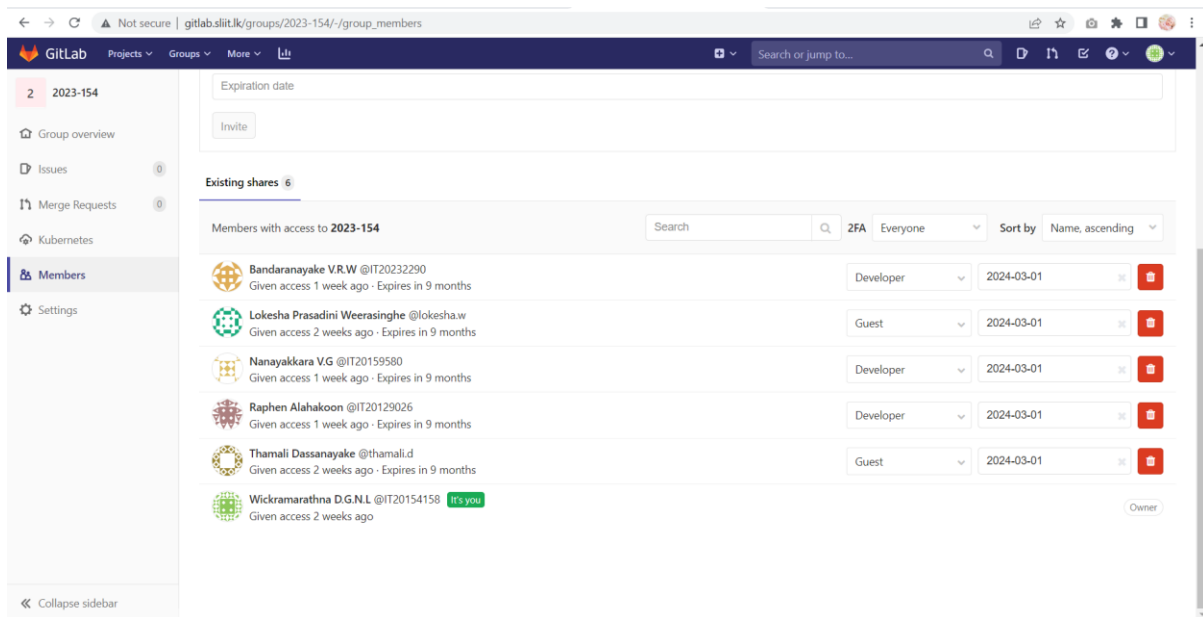 Not secure | gitlab.sliit.lk/groups/2023-154/-/group_members
GitLab Projects Groups More Search or jump to...
2 2023-154
Group overview
Issues 0
Merge Requests 0
Kubernetes
Members
Settings
Collapse sidebar
Expiration date
Invite
Existing shares 6
Members with access to 2023-154 Search 2FA Everyone Sort by Name, ascending
Bandaranayake V.R.W @IT20232290
Given access 1 week ago · Expires in 9 months
Developer 2024-03-01
Lokesha Prasadini Weerasinghe @lokesha.w
Given access 2 weeks ago · Expires in 9 months
Guest 2024-03-01
Nanayakkara V.G @IT20159580
Given access 1 week ago · Expires in 9 months
Developer 2024-03-01
Raphen Alahakoon @IT20129026
Given access 1 week ago · Expires in 9 months
Developer 2024-03-01
Thamali Dassanayake @thamali.d
Given access 2 weeks ago · Expires in 9 months
Guest 2024-03-01
Wickramarathna D.G.N.L @IT20154158 It's you
Given access 2 weeks ago
Owner